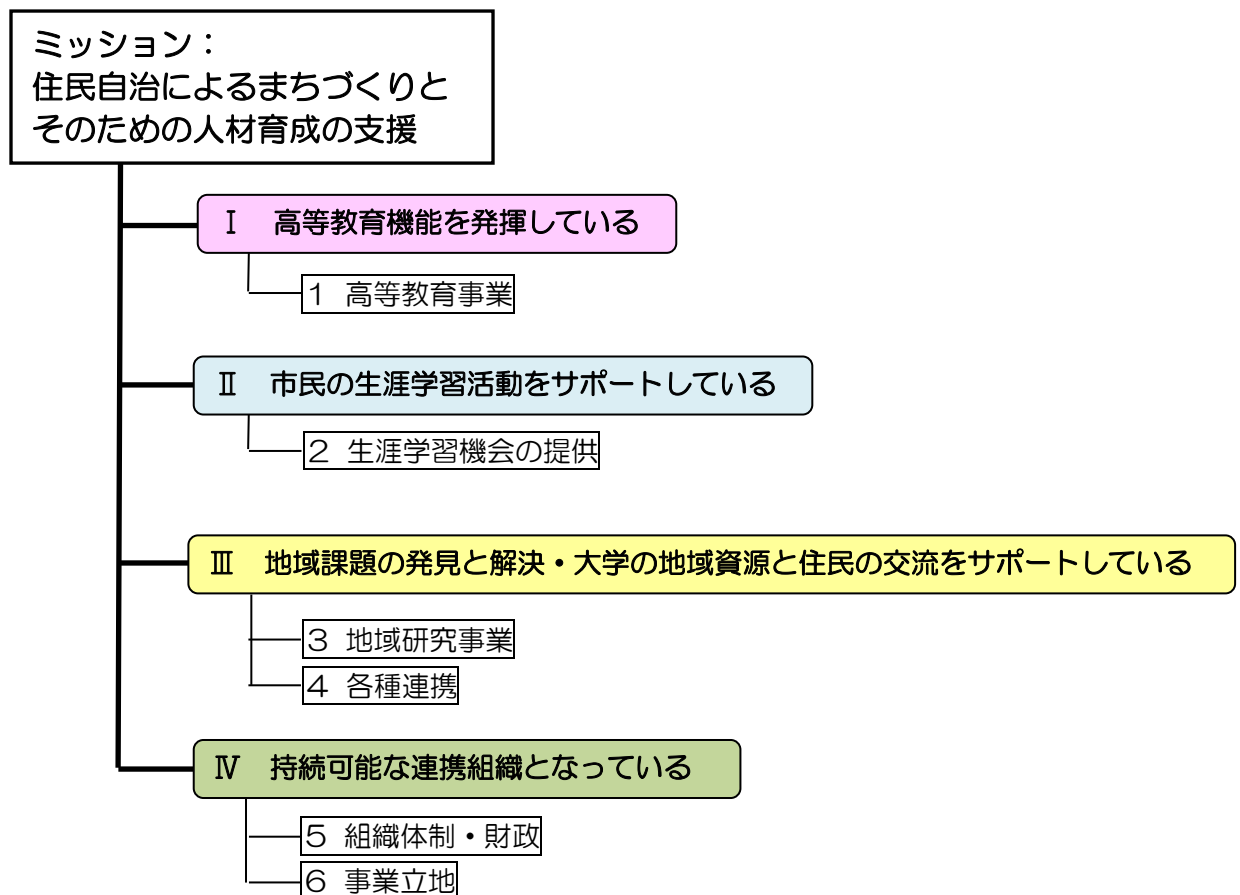 ミッション：
住民自治によるまちづくりと
そのための人材育成の支援
Ⅰ　高等教育機能を発揮している
１ 高等教育事業
Ⅱ　市民の生涯学習活動をサポートしている
２ 生涯学習機会の提供
Ⅲ　地域課題の発見と解決・大学の地域資源と住民の交流をサポートしている
３ 地域研究事業
４ 各種連携
Ⅳ　持続可能な連携組織となっている
５ 組織体制・財政
６ 事業立地